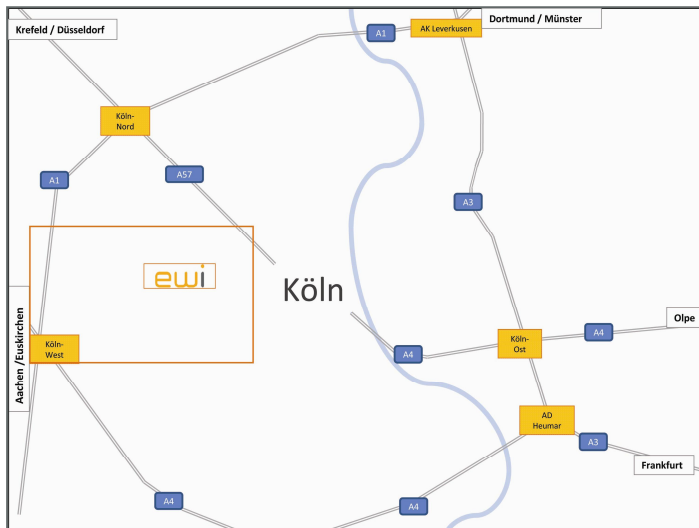 Krefeld / Düsseldorf
Dortmund / Münster
AK Leverkusen
A1
Köln-
Nord
A57
A1
A3
ewi
Köln
Olpe
Aachen /Euskirchen
Köln-
West
A4
Köln-
Ost
A4
AD
Heumar
A3
Frankfurt
A4
A4